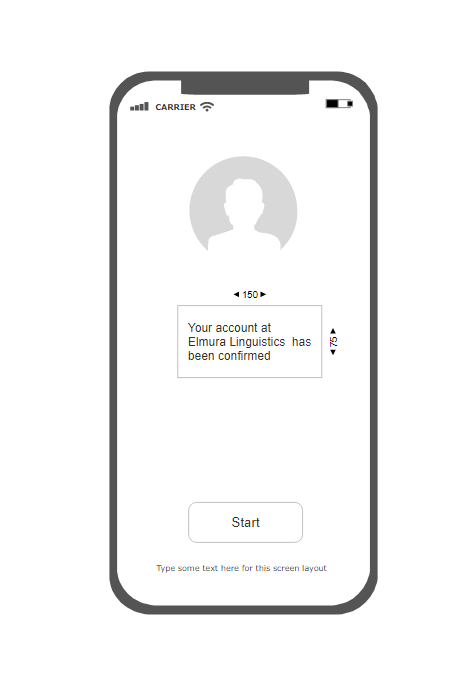 CARRIER
150
Your account at
Elmura Linguistics  has
been confirmed
75
Start
Type some text here for this screen layout